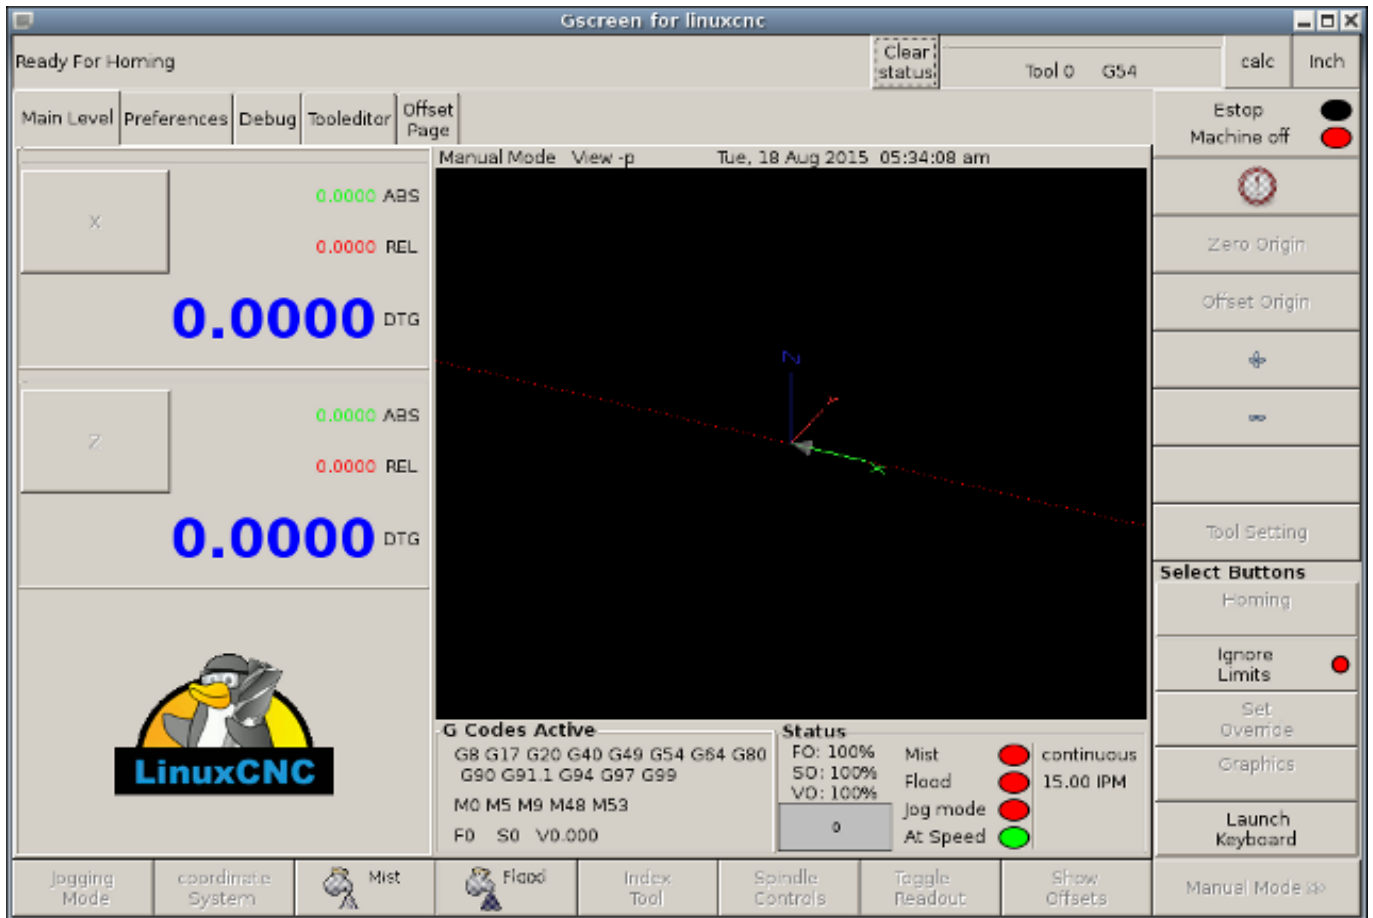 Gscreen for linuxcnc
Ready For Homing
Clear
status
Tool 0 G54
calc
Inch
Main Level
Preferences
Debug
Tooleditor
Offset
Page
Estop
Machine off
Manual Mode View -p Tue, 18 Aug 2015 05:34:08 am
X
0.0000 ABS
0.0000 REL
0.0000 DTG
Z
0.0000 ABS
0.0000 REL
0.0000 DTG
LinuxCNC
Z
Y
X
Zero Origin
Offset Origin
+
-
Tool Setting
Select Buttons
Homing
Ignore
Limits
Set
Override
Graphics
Launch
Keyboard
G Codes Active
G8 G17 G20 G40 G49 G54 G64 G80
G90 G91.1 G94 G97 G99
M0 M5 M9 M48 M53
F0 S0 V0.000
Status
FO: 100%
SO: 100%
VO: 100%
0
Mist
Flood
Jog mode
At Speed
continuous
15.00 IPM
Jogging
Mode
coordinate
System
Mist
Flood
Index
Tool
Spindle
Controls
Toggle
Readout
Show
Offsets
Manual Mode >>